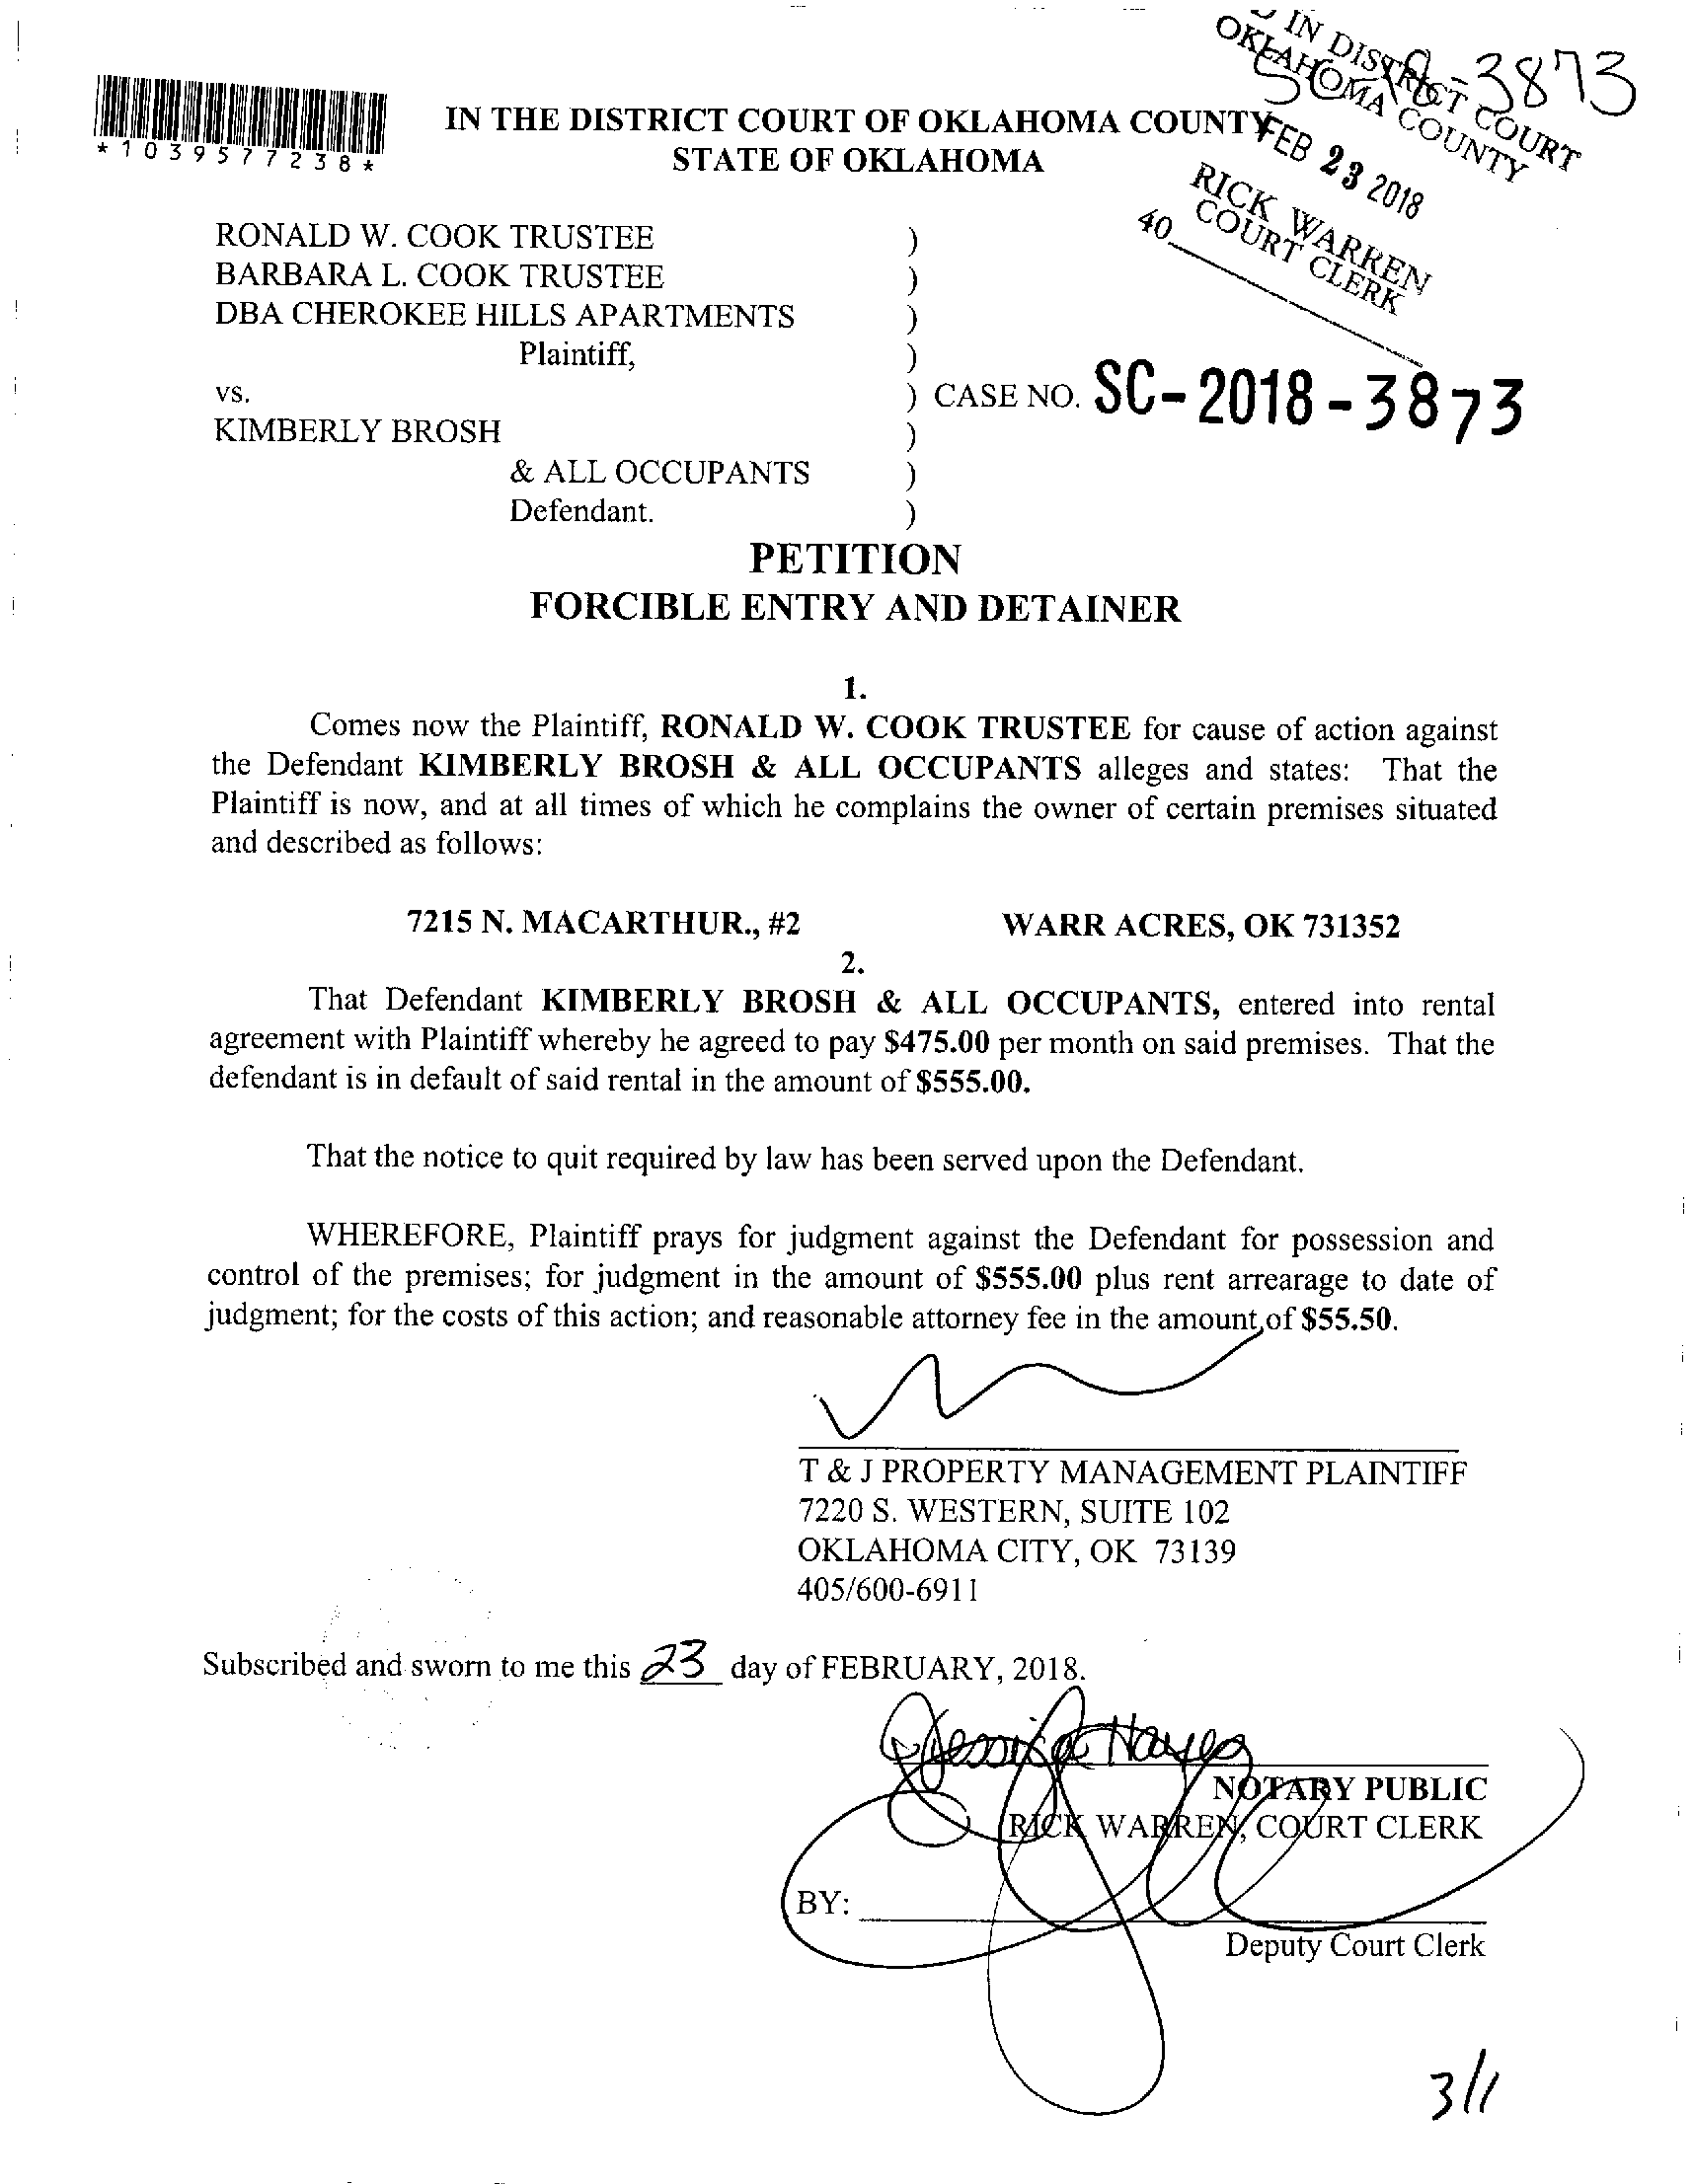 IN DISTRICT COURT
OKLAHOMA COUNTY
SC-18-3873
FEB 23 2018
RICK WARREN
COURT CLERK
40
*1039577238*
IN THE DISTRICT COURT OF OKLAHOMA COUNTY
STATE OF OKLAHOMA
RONALD W. COOK TRUSTEE )
BARBARA L. COOK TRUSTEE )
DBA CHEROKEE HILLS APARTMENTS )
Plaintiff, )
vs. ) CASE NO. SC-2018-3873
KIMBERLY BROSH )
& ALL OCCUPANTS )
Defendant. )
PETITION
FORCIBLE ENTRY AND DETAINER
1.
Comes now the Plaintiff, RONALD W. COOK TRUSTEE for cause of action against
the Defendant KIMBERLY BROSH & ALL OCCUPANTS alleges and states: That the
Plaintiff is now, and at all times of which he complains the owner of certain premises situated
and described as follows:
7215 N. MACARTHUR., #2 WARR ACRES, OK 731352
2.
That Defendant KIMBERLY BROSH & ALL OCCUPANTS, entered into rental
agreement with Plaintiff whereby he agreed to pay $475.00 per month on said premises. That the
defendant is in default of said rental in the amount of $555.00.
That the notice to quit required by law has been served upon the Defendant.
WHEREFORE, Plaintiff prays for judgment against the Defendant for possession and
control of the premises; for judgment in the amount of $555.00 plus rent arrearage to date of
judgment; for the costs of this action; and reasonable attorney fee in the amount of $55.50.
T & J PROPERTY MANAGEMENT PLAINTIFF
7220 S. WESTERN, SUITE 102
OKLAHOMA CITY, OK 73139
405/600-6911
Subscribed and sworn to me this 23 day of FEBRUARY, 2018.
Jessica Hayes
NOTARY PUBLIC
RICK WARREN, COURT CLERK
BY:
Deputy Court Clerk
3/1